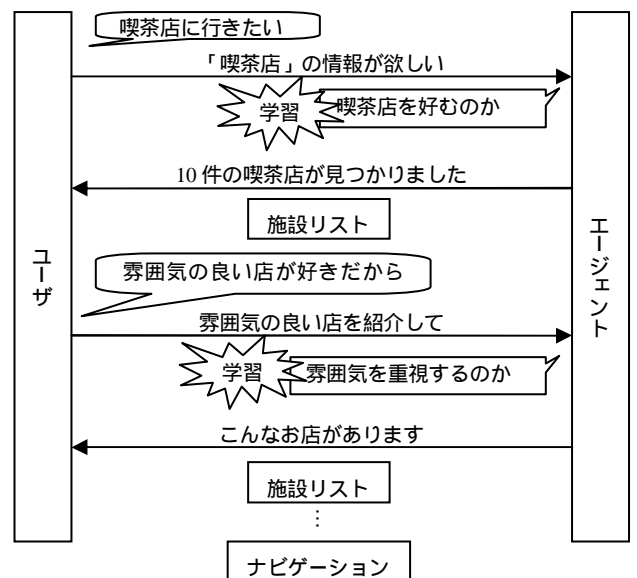 喫茶店に行きたい
「喫茶店」の情報が欲しい
学習
喫茶店を好むのか
10 件の喫茶店が見つかりました
施設リスト
ユーザ
エージェント
雰囲気の良い店が好きだから
雰囲気の良い店を紹介して
学習
雰囲気を重視するのか
こんなお店があります
施設リスト
⋮
ナビゲーション